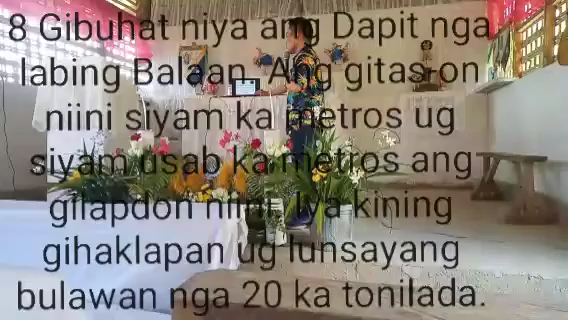 8 Gibuhat niya ang Dapit nga
labing Balaan. Ang gitas-on
niini siyam ka metros ug
siyam usab ka metros ang
gilapdon niini. Iya kining
gihaklapan ug lunsayang
bulawan nga 20 ka tonilada.